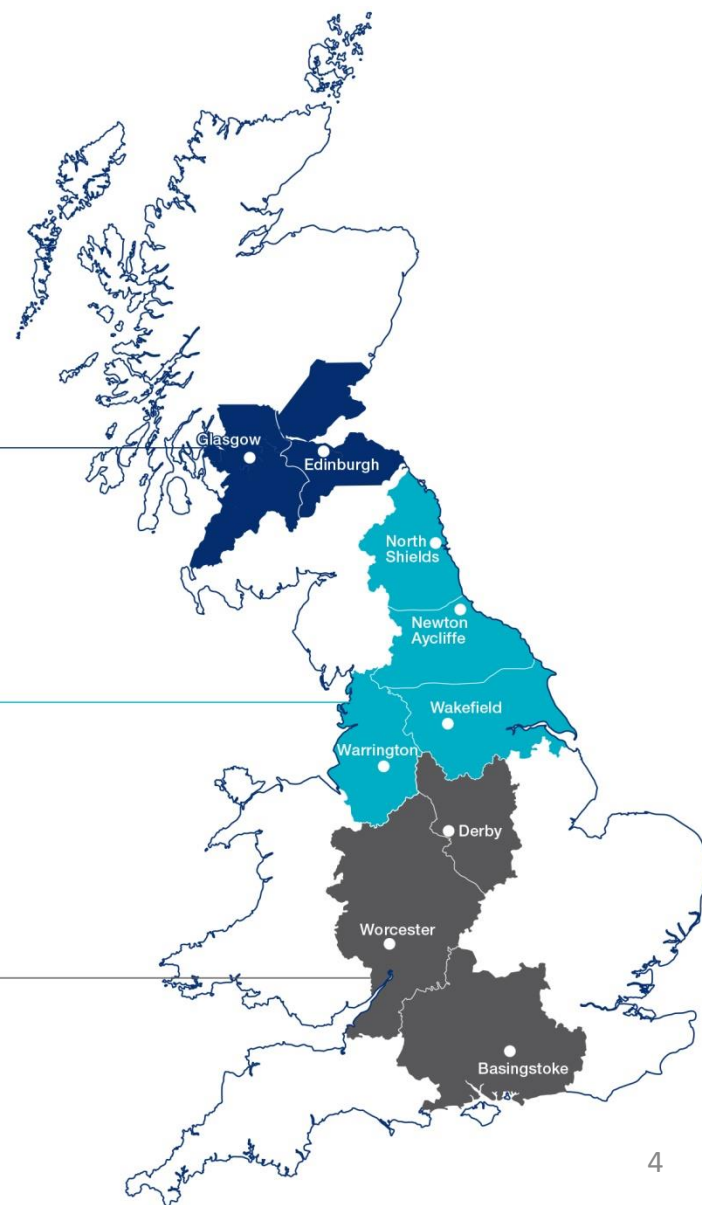 Glasgow
Edinburgh
North
Shields
Newton
Aycliffe
Wakefield
Warrington
Derby
Worcester
Basingstoke
4